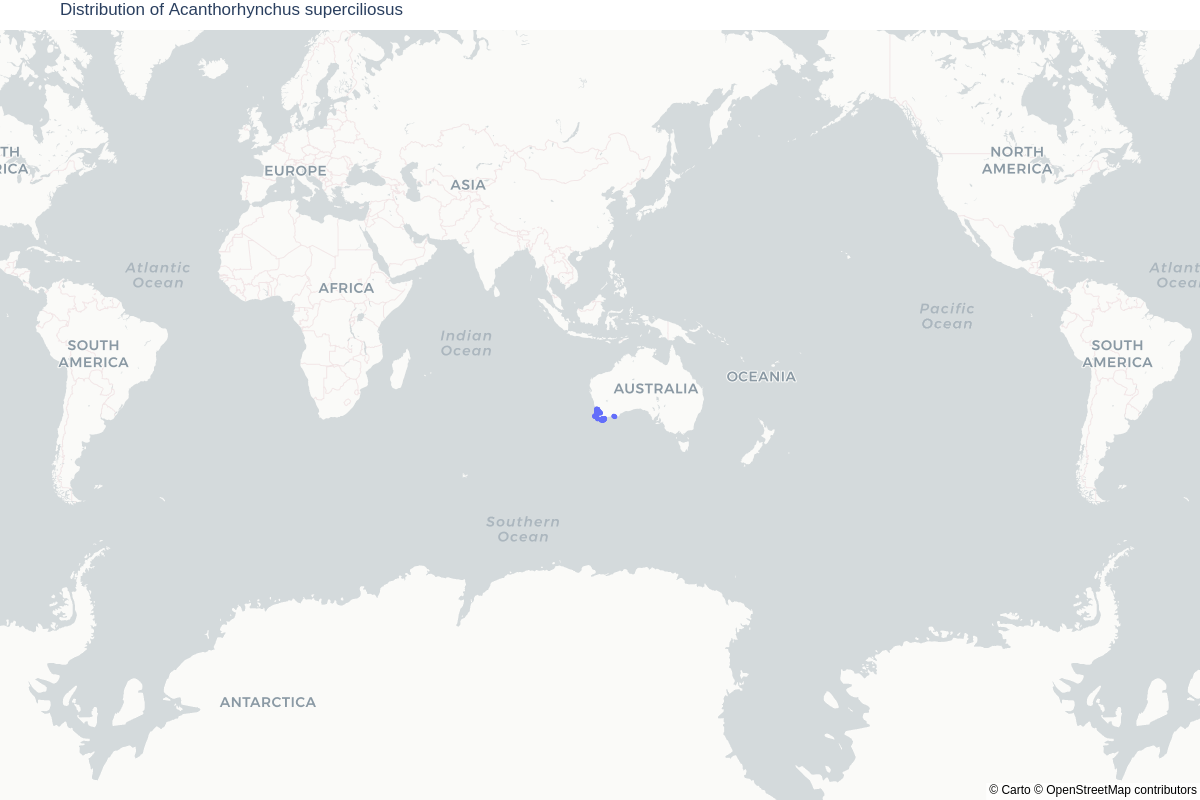 Distribution of Acanthorhynchus superciliosus
TH
RICA
NORTH
AMERICA
EUROPE
ASIA
Atlantic
Ocean
Atlant
Ocea
AFRICA
Pacific
Ocean
Indian
Ocean
SOUTH
AMERICA
SOUTH
AMERICA
OCEANIA
AUSTRALIA
Southern
Ocean
ANTARCTICA
© Carto © OpenStreetMap contributors